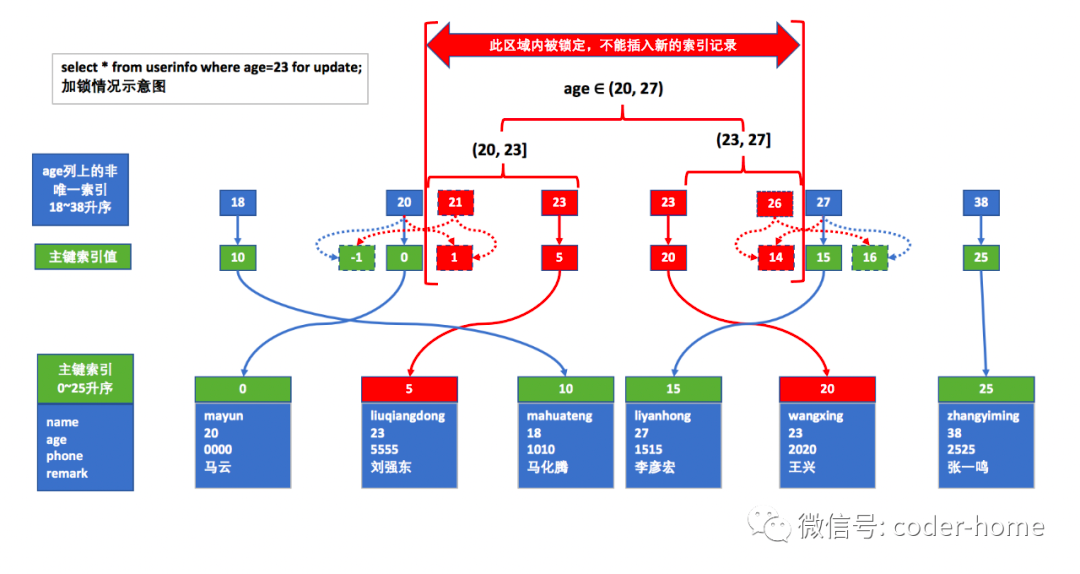 此区域内被锁定，不能插入新的索引记录
select * from userinfo where age=23 for update;
加锁情况示意图
age ∈ (20, 27)
(20, 23]
(23, 27]
age列上的非
唯一索引
18~38升序
18
20
21
23
23
26
27
38
主键索引值
10
-1
0
1
5
20
14
15
16
25
主键索引
0~25升序
name
age
phone
remark
0
mayun
20
0000
马云
5
liuqiangdong
23
5555
刘强东
10
mahuateng
18
1010
马化腾
15
liyanhong
27
1515
李彦宏
20
wangxing
23
2020
王兴
25
zhangyiming
38
2525
张一鸣
微信号: coder-home